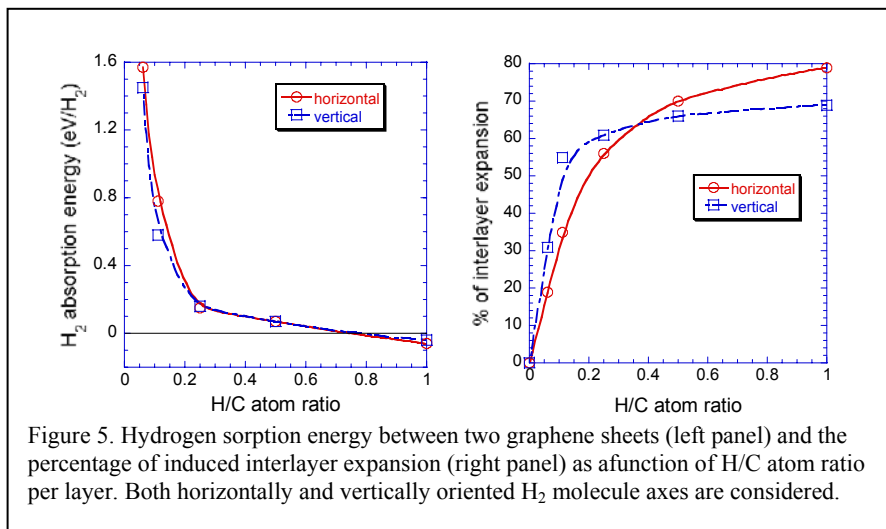 1.6
1.2
0.8
0.4
0
0
0.2
0.4
0.6
0.8
1
H₂ absorption energy (eV/H₂)
H/C atom ratio
horizontal
vertical
80
70
60
50
40
30
20
10
0
0
0.2
0.4
0.6
0.8
1
% of interlayer expansion
H/C atom ratio
horizontal
vertical
Figure 5. Hydrogen sorption energy between two graphene sheets (left panel) and the
percentage of induced interlayer expansion (right panel) as afunction of H/C atom ratio
per layer. Both horizontally and vertically oriented H₂ molecule axes are considered.